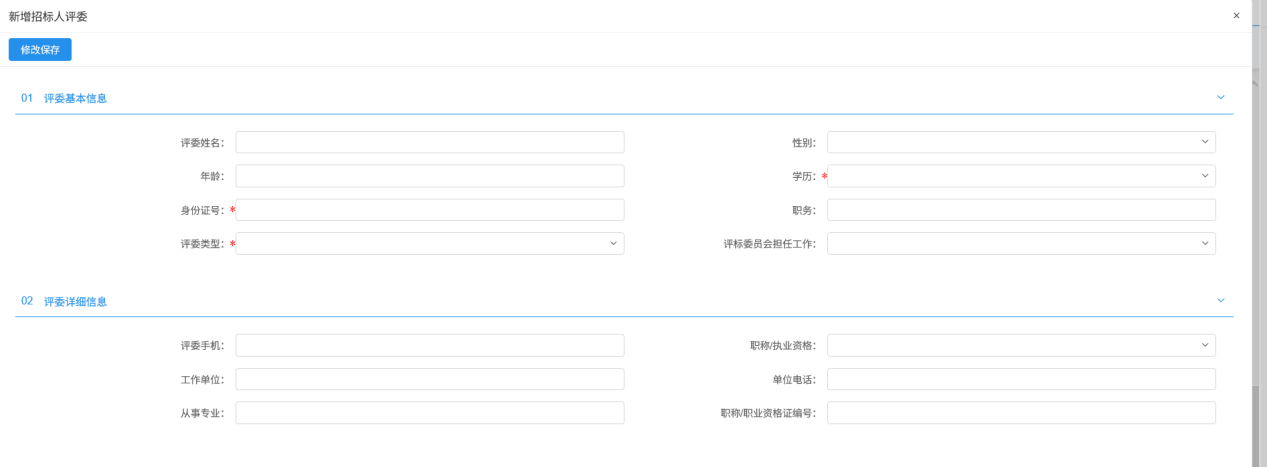 新增招标人评委 ×
修改保存
01 评委基本信息
评委姓名： 性别：
年龄： 学历：*
身份证号：* 职务：
评委类型：* 评标委员会担任工作：
02 评委详细信息
评委手机： 职称/执业资格：
工作单位： 单位电话：
从事专业： 职称/职业资格证编号：